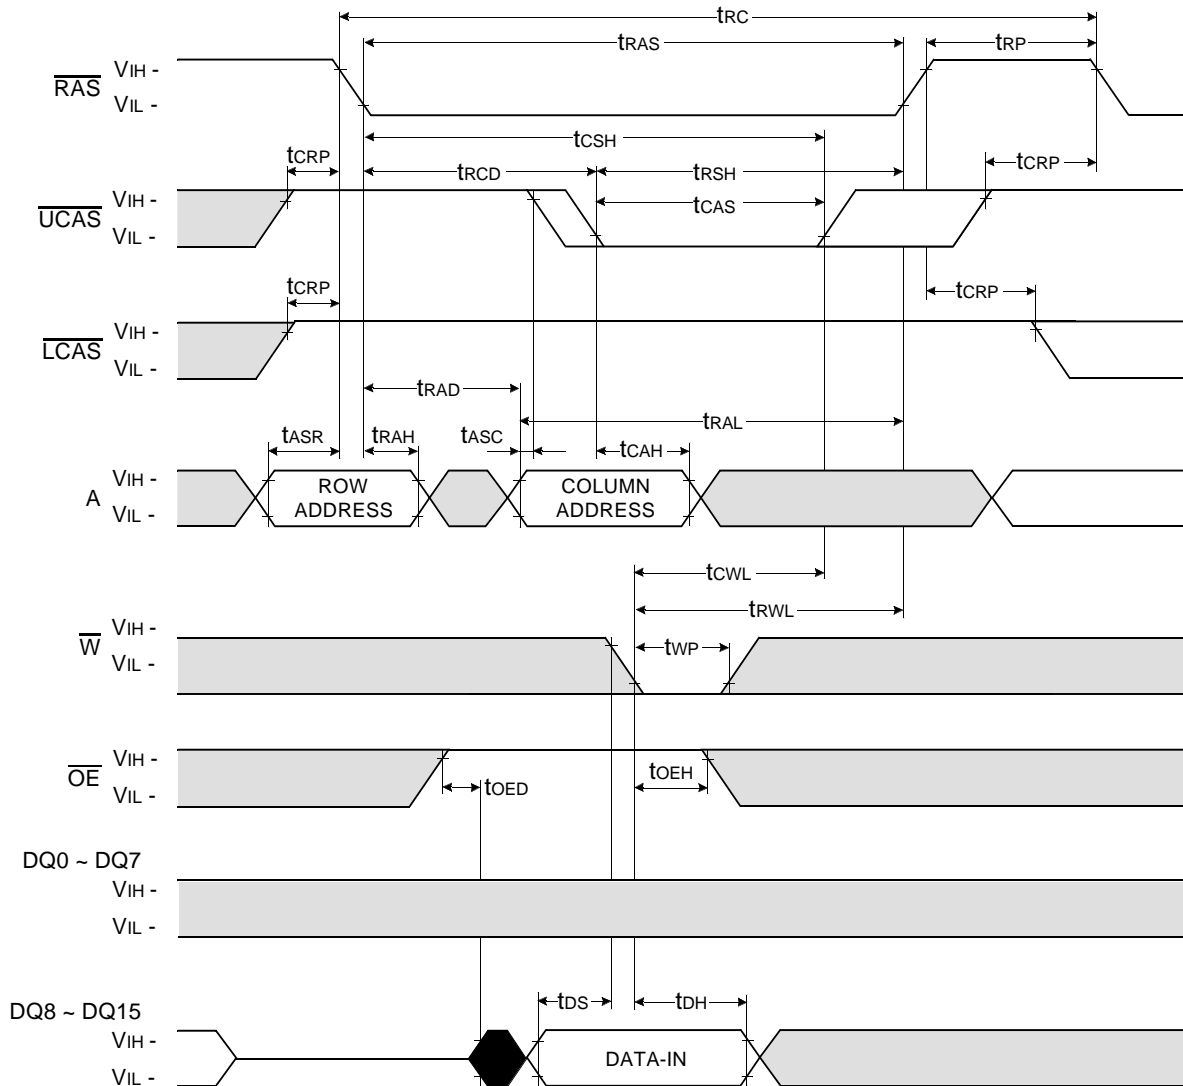 tRC
tRAS
tRP
RAS
VIH -
VIL -
tCSH
tCRP
tRCD
tRSH
tCRP
UCAS
VIH -
VIL -
tCAS
tCRP
tCRP
LCAS
VIH -
VIL -
tRAD
tRAL
tASR
tRAH
tASC
tCAH
A
VIH -
VIL -
ROW
ADDRESS
COLUMN
ADDRESS
tCWL
tRWL
W
VIH -
VIL -
tWP
OE
VIH -
VIL -
tOED
tOEH
DQ0 ~ DQ7
VIH -
VIL -
DQ8 ~ DQ15
VIH -
VIL -
tDS
tDH
DATA-IN